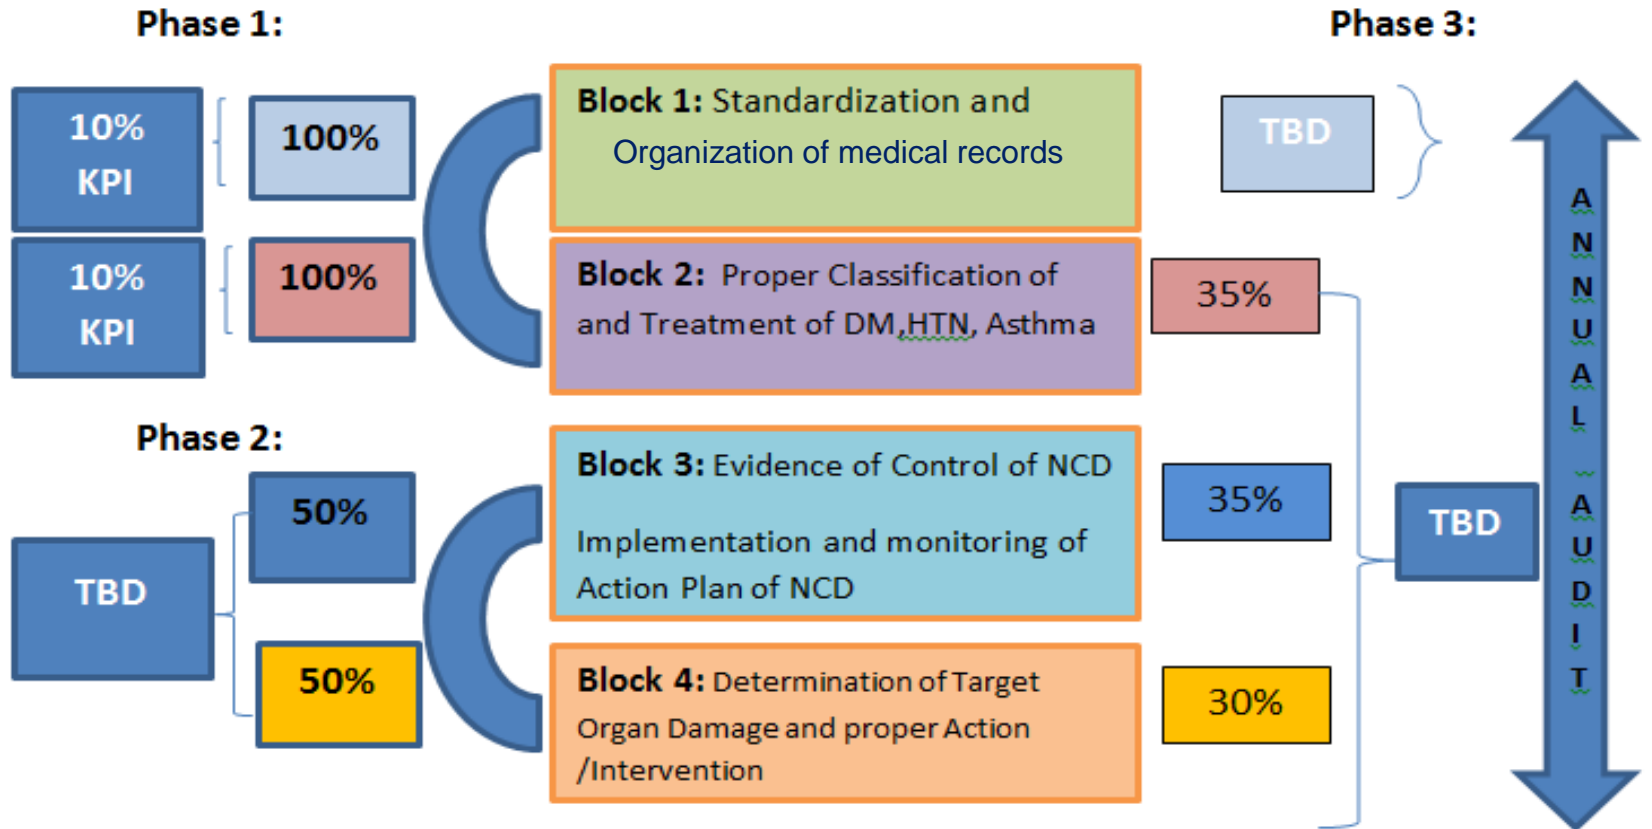 Phase 1:
Phase 3:
10%
KPI
100%
Block 1: Standardization and
Organization of medical records
TBD
10%
KPI
100%
Block 2: Proper Classification of
and Treatment of DM,HTN, Asthma
35%
Phase 2:
TBD
50%
50%
Block 3: Evidence of Control of NCD
Implementation and monitoring of
Action Plan of NCD
35%
Block 4: Determination of Target
Organ Damage and proper Action
/Intervention
30%
TBD
A
N
N
U
A
L
A
U
D
I
T